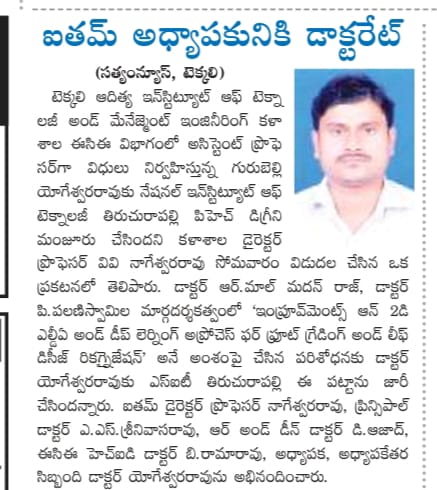 ఐతమ్ అధ్యాపకునికి డాక్టరేట్
(సత్యంన్యూస్, టెక్కలి)
టెక్కలి ఆదిత్య ఇన్‌స్టిట్యూట్ ఆఫ్ టెక్నా
లజీ అండ్ మేనేజ్మెంట్ ఇంజినీరింగ్ కళా
శాల ఈసిఈ విభాగంలో అసిస్టెంట్ ప్రొఫె
సర్‌గా విధులు నిర్వహిస్తున్న గురుబెల్లి
యోగేశ్వరరావుకు నేషనల్ ఇన్‌స్టిట్యూట్ ఆఫ్
టెక్నాలజీ తిరుచురాపల్లి పిహెచ్ డిగ్రీని
మంజూరు చేసిందని కళాశాల డైరెక్టర్
ప్రొఫెసర్ వివి నాగేశ్వరరావు సోమవారం విడుదల చేసిన ఒక
ప్రకటనలో తెలిపారు. డాక్టర్ ఆర్.మాల్ మదన్ రాజ్, డాక్టర్
పి.పలణిస్వామిల మార్గదర్శకత్వంలో 'ఇంప్రూవ్‌మెంట్స్ ఆన్ 2డి
ఎల్డీఏ అండ్ డీప్ లెర్నింగ్ అప్రోచెస్ ఫర్ ఫ్రూట్ గ్రేడింగ్ అండ్ లీఫ్
డిసీజ్ రికగ్నైజేషన్' అనే అంశంపై చేసిన పరిశోధనకు డాక్టర్
యోగేశ్వరరావుకు ఎన్ఐటీ తిరుచురాపల్లి ఈ పట్టాను జారీ
చేసిందన్నారు. ఐతమ్ డైరెక్టర్ ప్రొఫెసర్ నాగేశ్వరరావు, ప్రిన్సిపాల్
డాక్టర్ ఎ.ఎస్.శ్రీనివాసరావు, ఆర్ అండ్ డీన్ డాక్టర్ డి.ఆజాద్,
ఈసిఈ హెచ్ఐడి డాక్టర్ బి.రామారావు, అధ్యాపక, అధ్యాపకేతర
సిబ్బంది డాక్టర్ యోగేశ్వరరావును అభినందించారు.